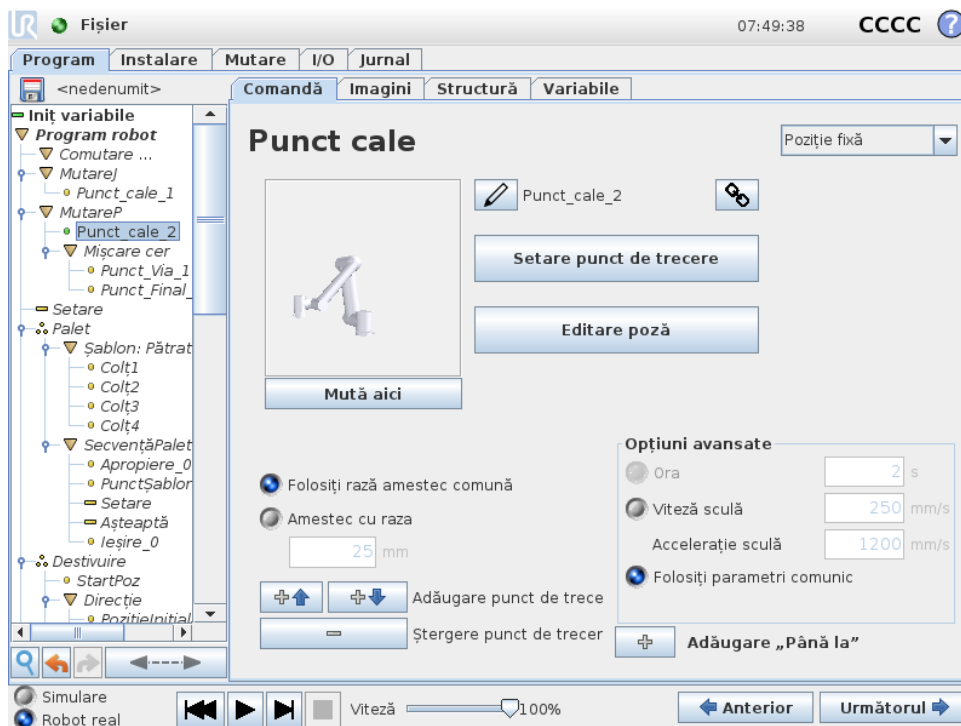 UR Fișier 07:49:38 CCCC ?
Program Instalare Mutare I/O Jurnal
<nedenumit>
Comandă Imagini Structură Variabile
Iniț variabile
Program robot
Comutare ...
MutareJ
Punct_cale_1
MutareP
Punct_cale_2
Mișcare cer
Punct_Via_1
Punct_Final_
Setare
Palet
Șablon: Pătrat
Colț1
Colț2
Colț3
Colț4
SecvențăPalet
Apropiere_0
PunctȘablor
Setare
Așteaptă
Ieșire_0
Destivuire
StartPoz
Direcție
PozițieInițial
Punct cale
Poziție fixă
Punct_cale_2
Setare punct de trecere
Editare poză
Mută aici
Folosiți rază amestec comună
Amestec cu raza
25 mm
Adăugare punct de trece
Ștergere punct de trecer
Opțiuni avansate
Ora 2 s
Viteză sculă 250 mm/s
Accelerație sculă 1200 mm/s
Folosiți parametri comunic
Adăugare „Până la”
Simulare
Robot real
Viteză 100%
Anterior Următorul